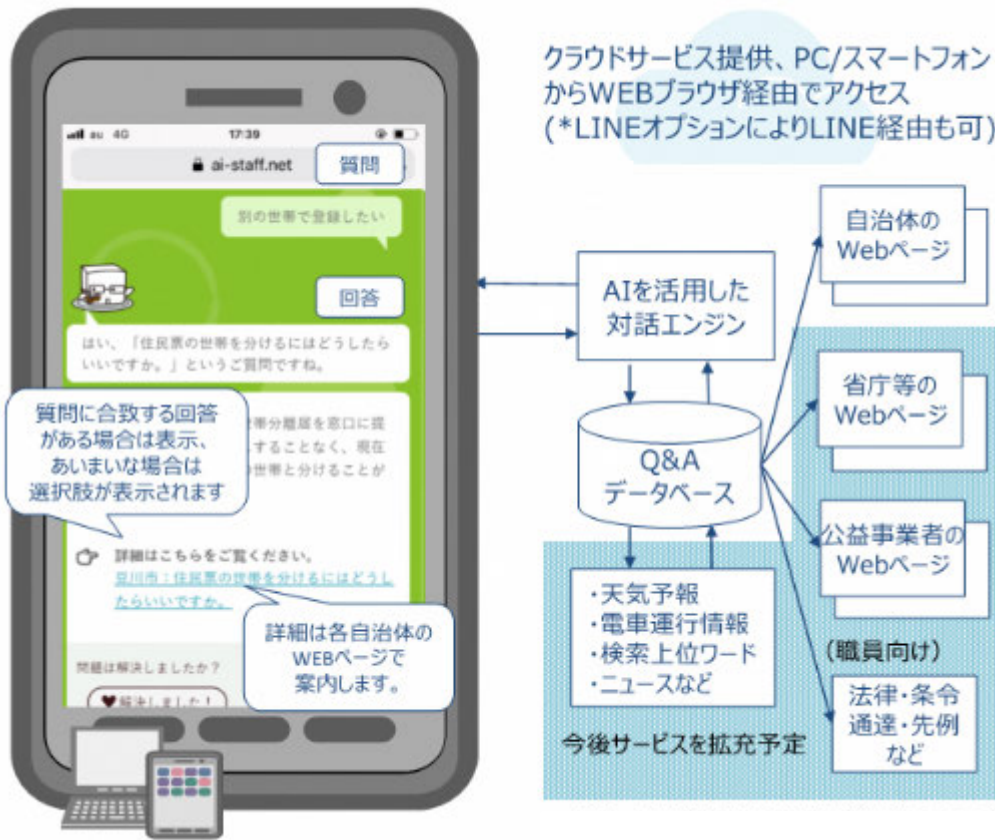 クラウドサービス提供、PC/スマートフォン
からWEBブラウザ経由でアクセス
(*LINEオプションによりLINE経由も可)
au 4G 17:39
ai-staff.net
質問
別の世帯で登録したい
回答
はい、「住民票の世帯を分けるにはどうしたら
いいですか。」というご質問ですね。
質問に合致する回答
がある場合は表示、
あいまいな場合は
選択肢が表示されます
帯分離届を窓口に提
することなく、現在
の世帯と分けることが
詳細はこちらをご覧ください。
豆川市:住民票の世帯を分けるにはどうし
たらいいですか。
詳細は各自治体の
WEBページで
案内します。
問題は解決しましたか?
解決しました!
AIを活用した
対話エンジン
Q&A
データベース
・天気予報
・電車運行情報
・検索上位ワード
・ニュースなど
今後サービスを拡充予定
自治体の
Webページ
省庁等の
Webページ
公益事業者の
Webページ
(職員向け)
法律・条令
通達・先例
など